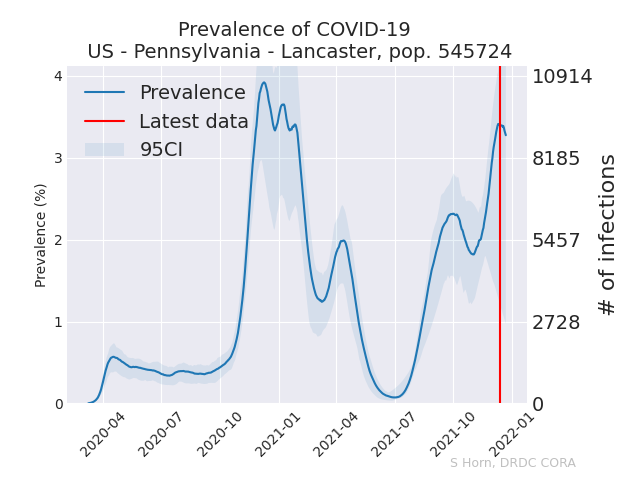 Prevalence of COVID-19
US - Pennsylvania - Lancaster, pop. 545724
Prevalence
Latest data
95CI
Prevalence (%)
4
3
2
1
0
10914
8185
5457
2728
0
# of infections
2020-04
2020-07
2020-10
2021-01
2021-04
2021-07
2021-10
2022-01
S Horn, DRDC CORA